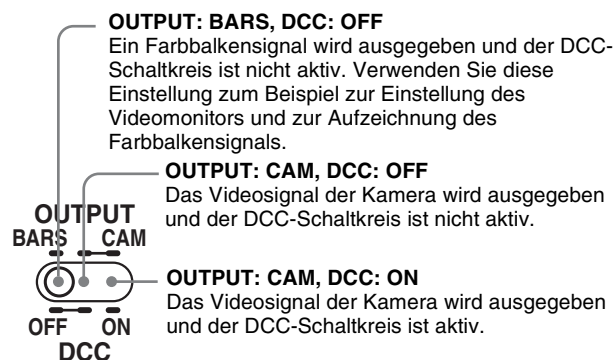 OUTPUT: BARS, DCC: OFF
Ein Farbbalkensignal wird ausgegeben und der DCC-
Schaltkreis ist nicht aktiv. Verwenden Sie diese
Einstellung zum Beispiel zur Einstellung des
Videomonitors und zur Aufzeichnung des
Farbbalkensignals.
OUTPUT: CAM, DCC: OFF
Das Videosignal der Kamera wird ausgegeben
und der DCC-Schaltkreis ist nicht aktiv.
OUTPUT
BARS CAM
OUTPUT: CAM, DCC: ON
Das Videosignal der Kamera wird ausgegeben
und der DCC-Schaltkreis ist aktiv.
OFF ON
DCC